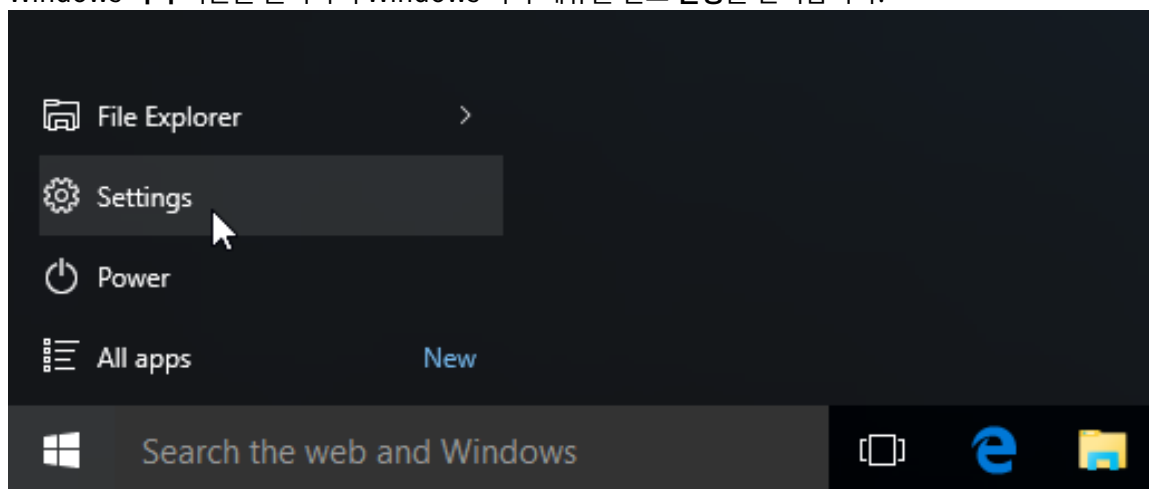 File Explorer
Settings
Power
All apps New
Search the web and Windows